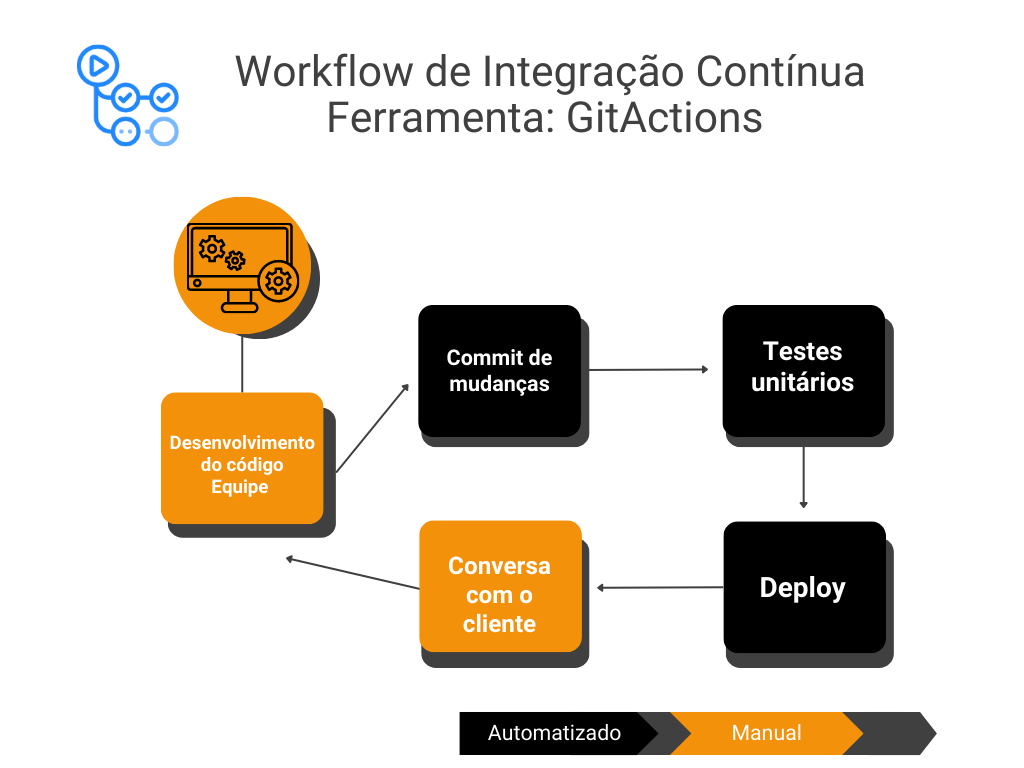 Workflow de Integração Contínua
Ferramenta: GitActions
Desenvolvimento
do código
Equipe
Commit de
mudanças
Testes
unitários
Conversa
com o
cliente
Deploy
Automatizado
Manual